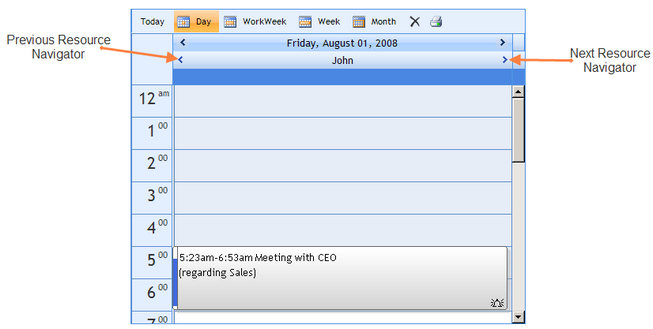 Today Day WorkWeek Week Month
Previous Resource
Navigator
Friday, August 01, 2008
John
Next Resource
Navigator
12 am
1 00
2 00
3 00
4 00
5 00
5:23am-6:53am Meeting with CEO
(regarding Sales)
6 00